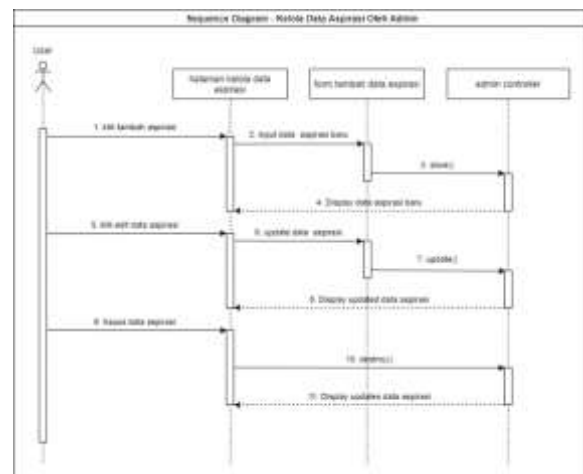 Sequence Diagram - Kelola Data Aspirasi Oleh Admin
User
halaman kelola data
aspirasi
form tambah data aspirasi
admin controller
1. klik tambah aspirasi
2. input data aspirasi baru
3. store()
4. Display data aspirasi baru
5. klik edit data aspirasi
6. update data aspirasi
7. update()
8. Display updated data aspirasi
9. hapus data aspirasi
10. destroy()
11. Display updates data aspirasi